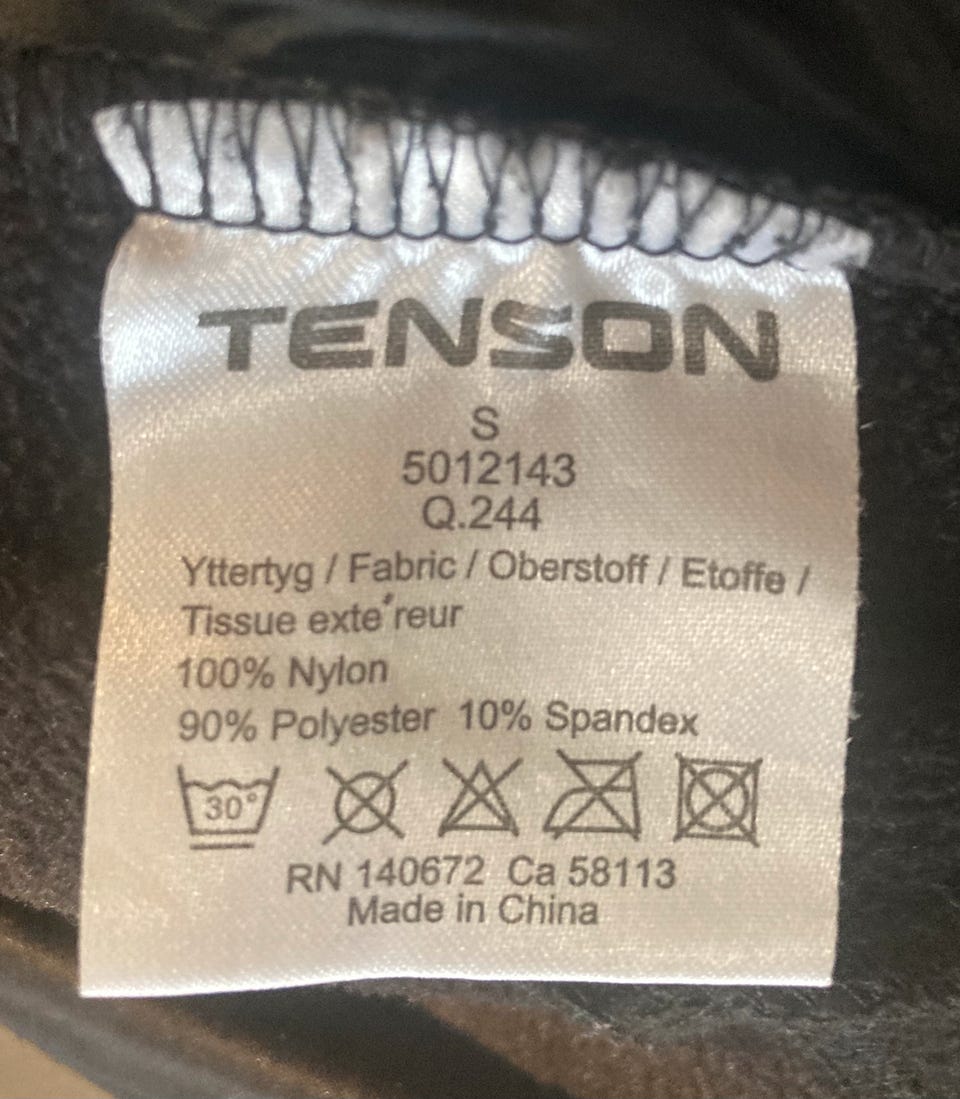 TENSON
S
5012143
Q.244
Yttertyg / Fabric / Oberstoff / Etoffe /
Tissue exte'reur
100% Nylon
90% Polyester 10% Spandex
30°
RN 140672 Ca 58113
Made in China